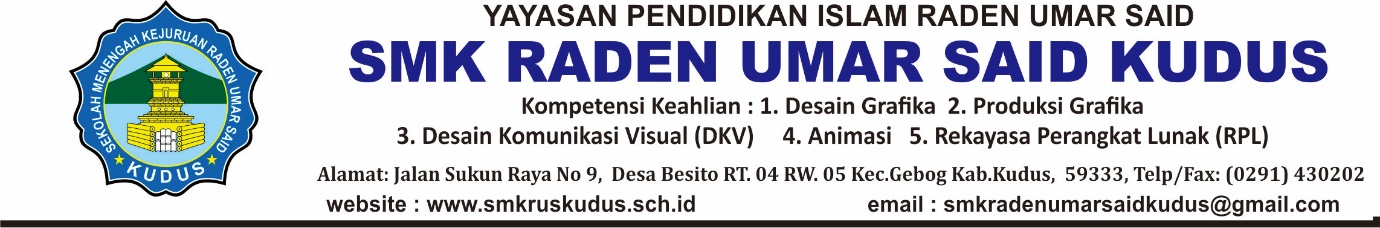 SEKOLAH MENENGAH KEJURUAN RADEN UMAR SAID
KUDUS
YAYASAN PENDIDIKAN ISLAM RADEN UMAR SAID
SMK RADEN UMAR SAID KUDUS
Kompetensi Keahlian : 1. Desain Grafika 2. Produksi Grafika
3. Desain Komunikasi Visual (DKV) 4. Animasi 5. Rekayasa Perangkat Lunak (RPL)
Alamat: Jalan Sukun Raya No 9, Desa Besito RT. 04 RW. 05 Kec.Gebog Kab.Kudus, 59333, Telp/Fax: (0291) 430202
website : www.smkruskudus.sch.id email : smkradenumarsaidkudus@gmail.com